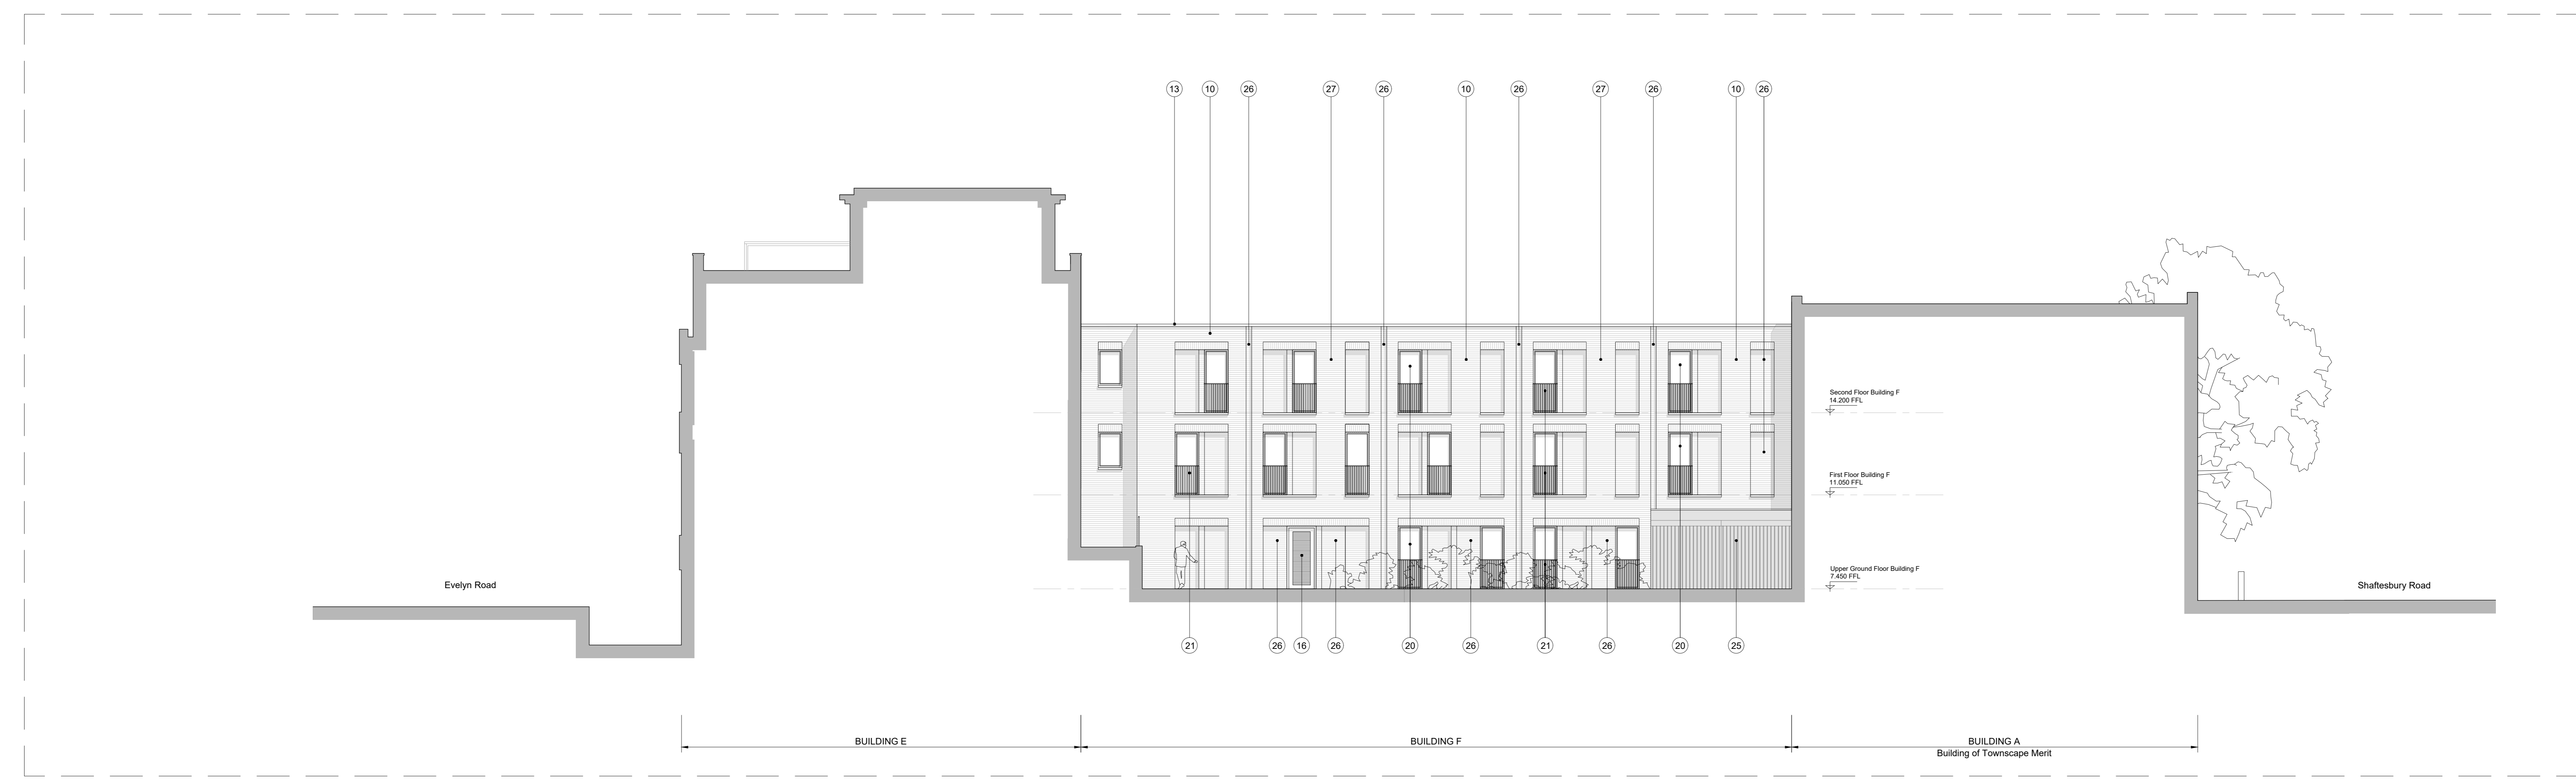 13
10
26
27
26
10
26
27
26
10
26
Second Floor Building F
14.200 FFL
First Floor Building F
11.050 FFL
Upper Ground Floor Building F
7.450 FFL
Evelyn Road
Shaftesbury Road
21
26
16
26
20
26
21
26
20
25
BUILDING E
BUILDING F
BUILDING A
Building of Townscape Merit